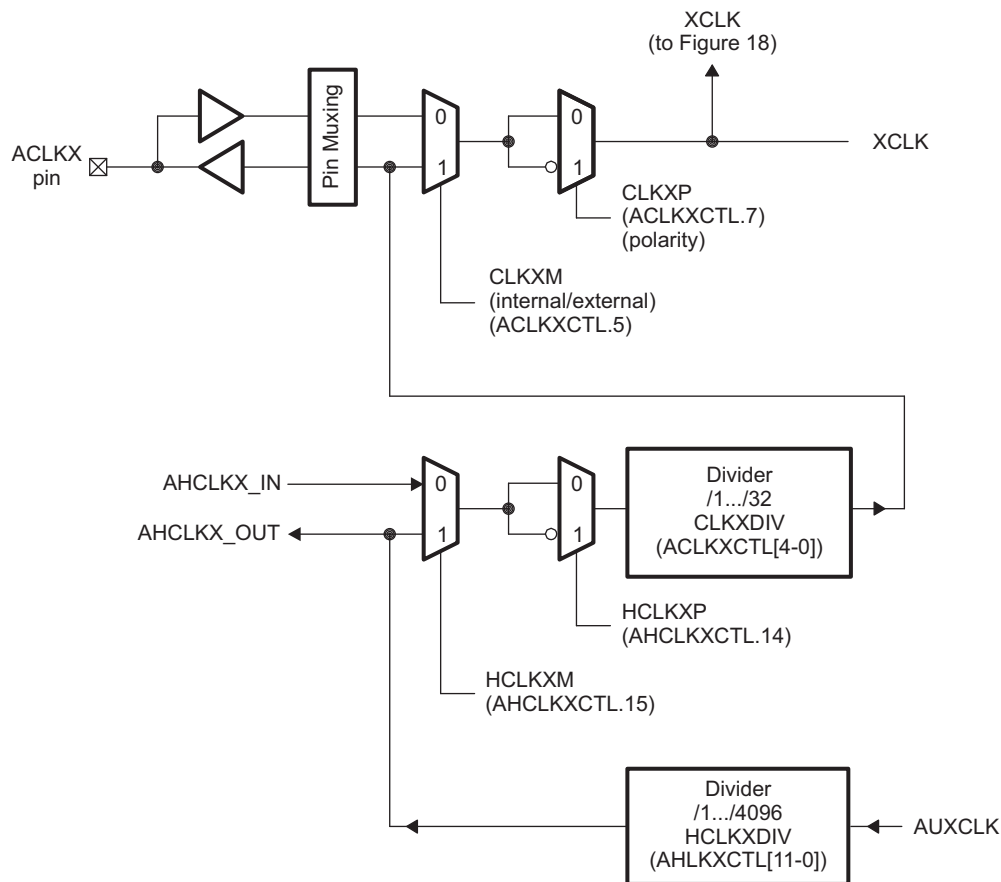 XCLK
(to Figure 18)
Pin Muxing
0
1
0
1
ACLKX
pin
XCLK
CLKXP
(ACLKXCTL.7)
(polarity)
CLKXM
(internal/external)
(ACLKXCTL.5)
AHCLKX_IN
AHCLKX_OUT
0
1
0
1
Divider
/1.../32
CLKXDIV
(ACLKXCTL[4-0])
HCLKXP
(AHCLKXCTL.14)
HCLKXM
(AHCLKXCTL.15)
Divider
/1.../4096
HCLKXDIV
(AHLKXCTL[11-0])
AUXCLK